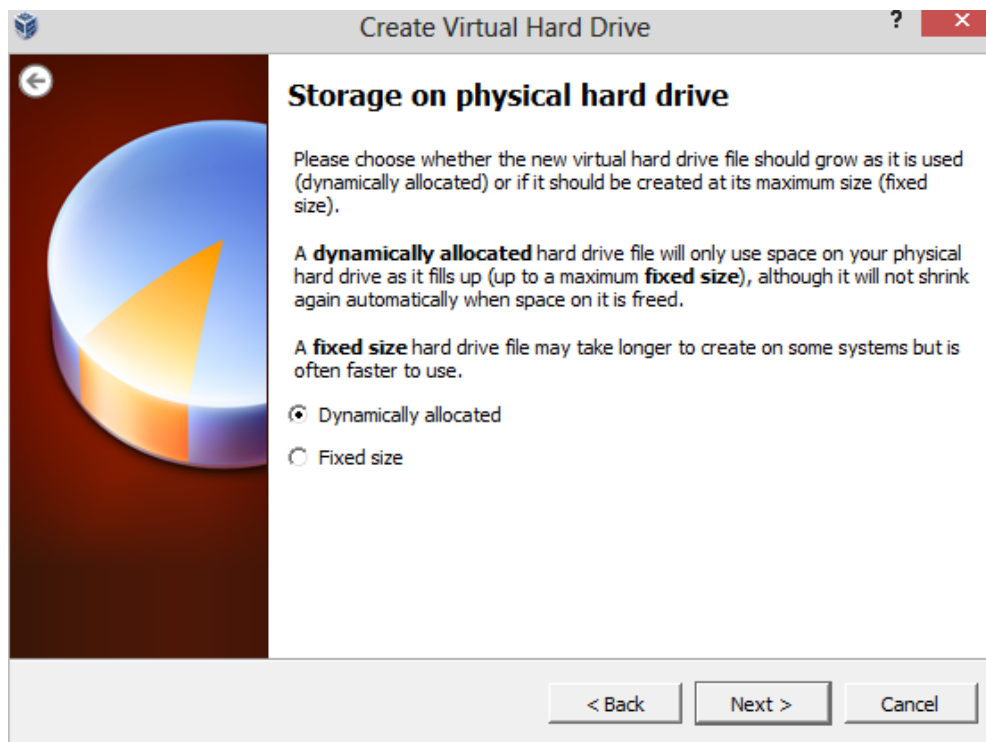 Create Virtual Hard Drive
?
Storage on physical hard drive
Please choose whether the new virtual hard drive file should grow as it is used
(dynamically allocated) or if it should be created at its maximum size (fixed
size).
A dynamically allocated hard drive file will only use space on your physical
hard drive as it fills up (up to a maximum fixed size), although it will not shrink
again automatically when space on it is freed.
A fixed size hard drive file may take longer to create on some systems but is
often faster to use.
Dynamically allocated
Fixed size
< Back
Next >
Cancel